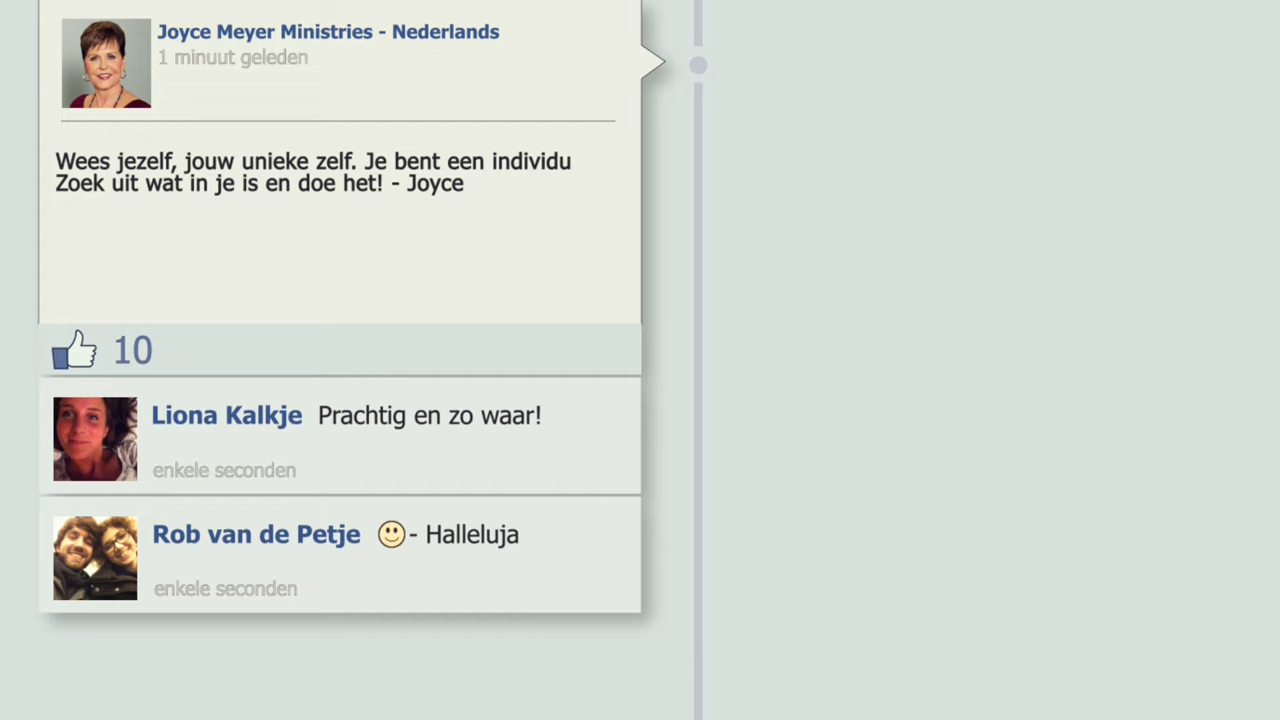 Joyce Meyer Ministries - Nederlands
1 minuut geleden
Wees jezelf, jouw unieke zelf. Je bent een individu
Zoek uit wat in je is en doe het! - Joyce
10
Liona Kalkje Prachtig en zo waar!
enkele seconden
Rob van de Petje - Halleluja
enkele seconden